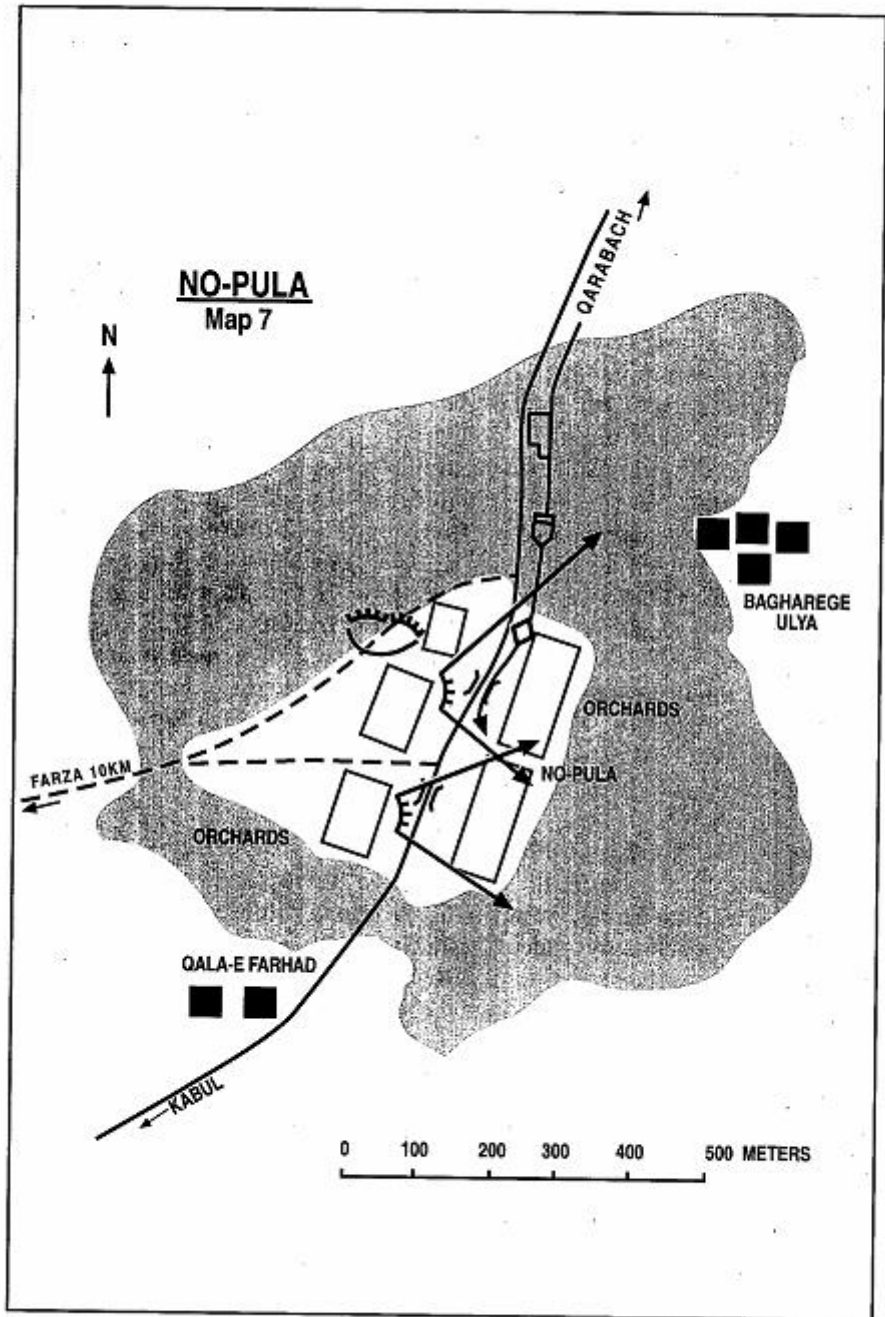 NO-PULA
Map 7
N
QARABACH
BAGHAREGE
ULYA
ORCHARDS
FARZA 10KM
NO-PULA
ORCHARDS
QALA-E FARHAD
KABUL
0 100 200 300 400 500 METERS